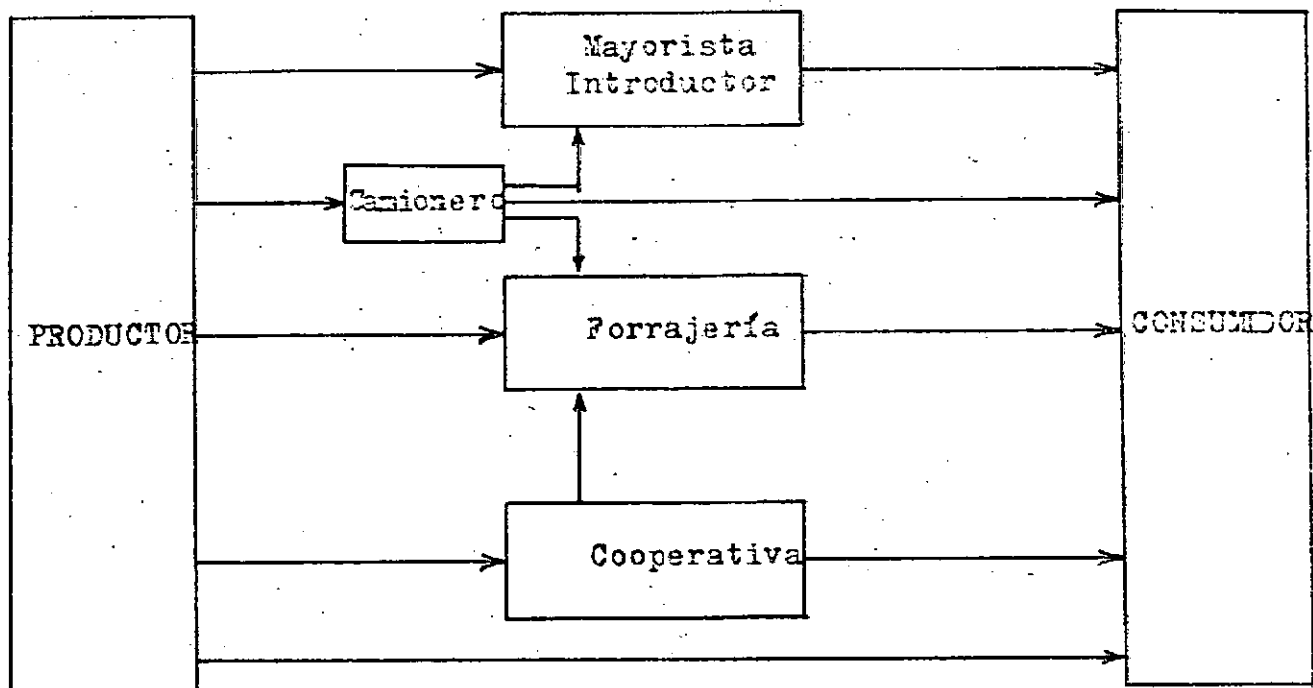 Mayorista
Introductor
Camionero
PRODUCTOR
Forrajería
CONSUMIDOR
Cooperativa